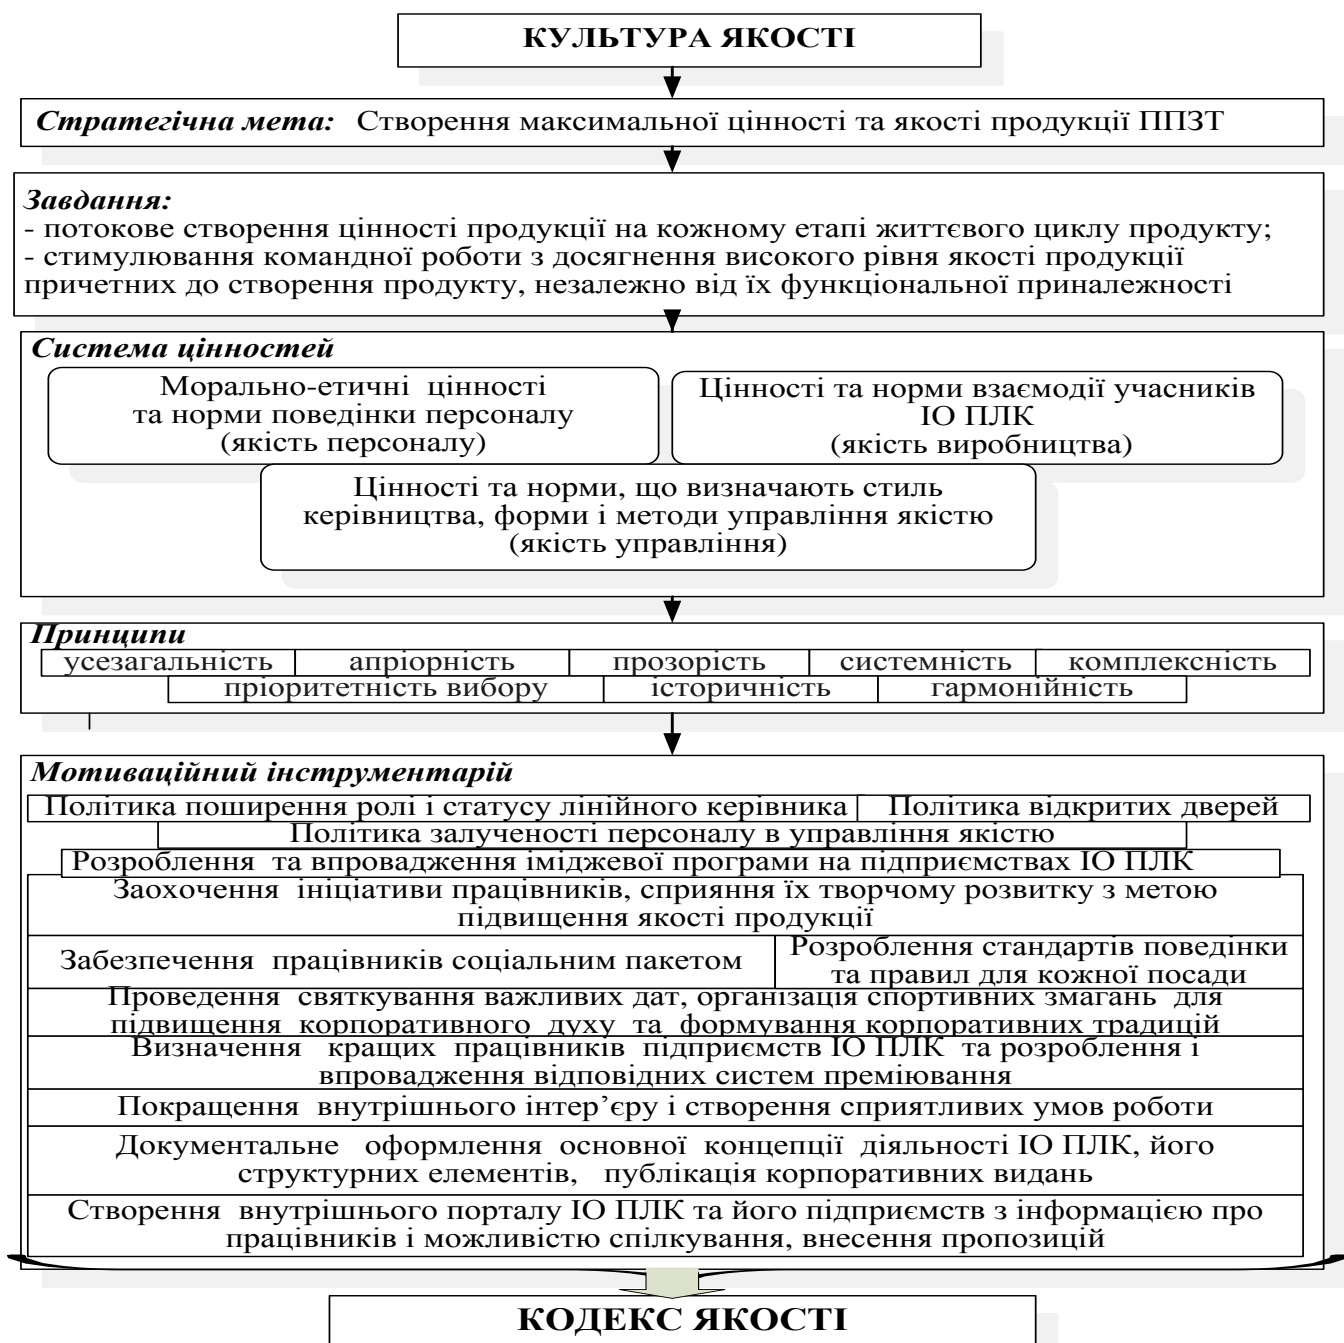 КУЛЬТУРА ЯКОСТІ
Стратегічна мета: Створення максимальної цінності та якості продукції ППЗТ
Завдання:
- потокове створення цінності продукції на кожному етапі життєвого циклу продукту;
- стимулювання командної роботи з досягнення високого рівня якості продукції
причетних до створення продукту, незалежно від їх функціональної приналежності
Система цінностей
Морально-етичні цінності
та норми поведінки персоналу
(якість персоналу)
Цінності та норми взаємодії учасників
ІО ПЛК
(якість виробництва)
Цінності та норми, що визначають стиль
керівництва, форми і методи управління якістю
(якість управління)
Принципи
усезагальність апріорність прозорість системність комплексність
пріоритетність вибору історичність гармонійність
Мотиваційний інструментарій
Політика поширення ролі і статусу лінійного керівника Політика відкритих дверей
Політика залученості персоналу в управління якістю
Розроблення та впровадження іміджевої програми на підприємствах ІО ПЛК
Заохочення ініціативи працівників, сприяння їх творчому розвитку з метою
підвищення якості продукції
Забезпечення працівників соціальним пакетом
Розроблення стандартів поведінки
та правил для кожної посади
Проведення святкування важливих дат, організація спортивних змагань для
підвищення корпоративного духу та формування корпоративних традицій
Визначення кращих працівників підприємств ІО ПЛК та розроблення і
впровадження відповідних систем преміювання
Покращення внутрішнього інтер’єру і створення сприятливих умов роботи
Документальне оформлення основної концепції діяльності ІО ПЛК, його
структурних елементів, публікація корпоративних видань
Створення внутрішнього порталу ІО ПЛК та його підприємств з інформацією про
працівників і можливістю спілкування, внесення пропозицій
КОДЕКС ЯКОСТІ